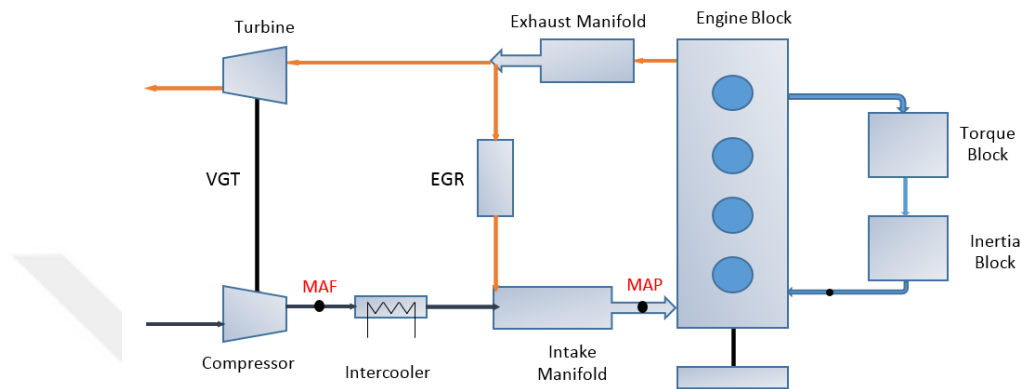 Exhaust Manifold
Engine Block
Turbine
Torque
Block
VGT
EGR
Inertia
Block
MAF
MAP
Compressor
Intercooler
Intake
Manifold